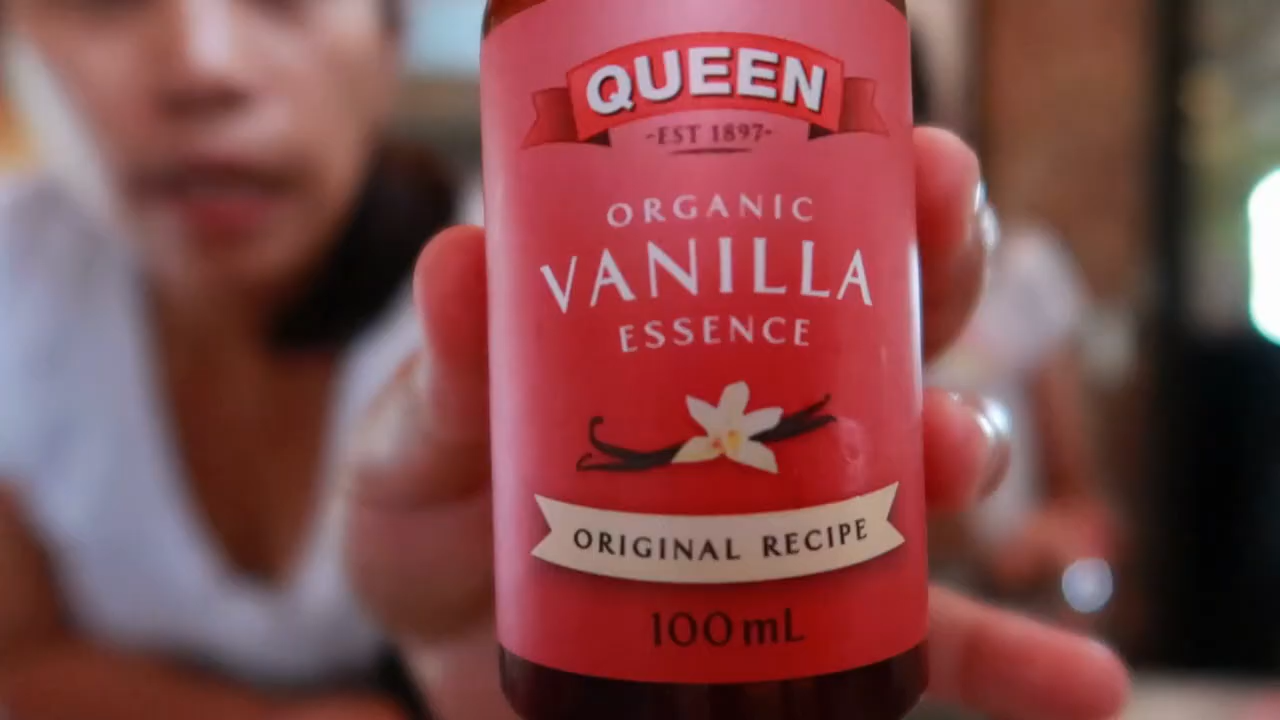 QUEEN
-EST 1897-
ORGANIC
VANILLA
ESSENCE
ORIGINAL RECIPE
100mL